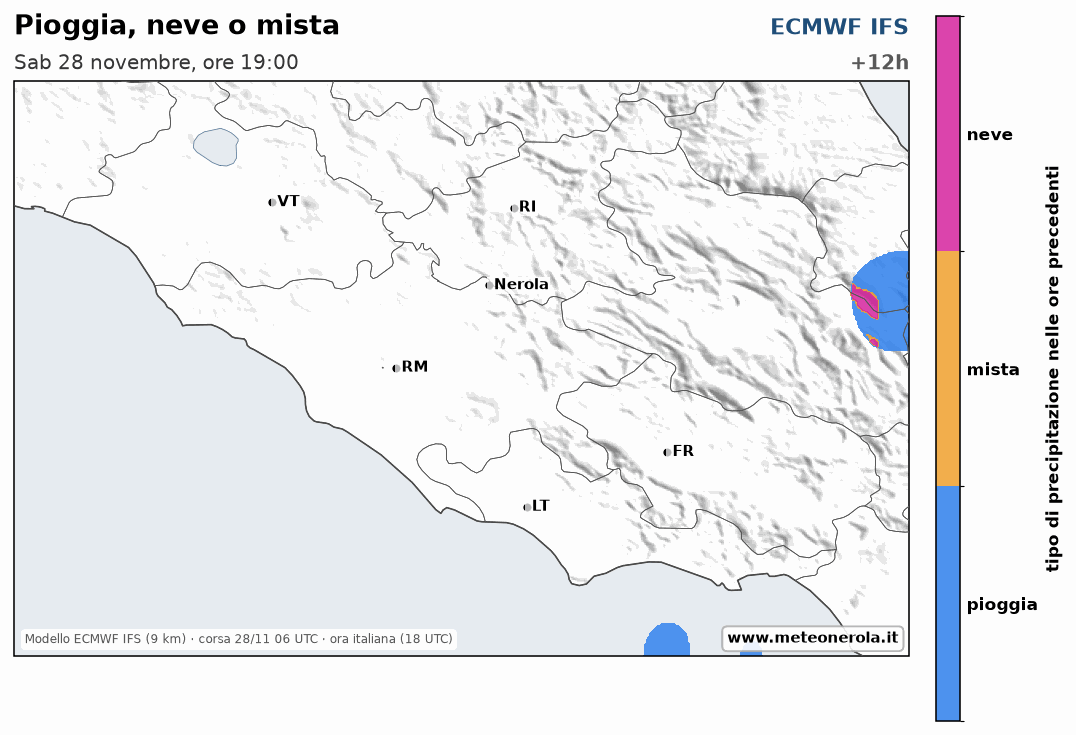 Pioggia, neve o mista
ECMWF IFS
Sab 28 novembre, ore 19:00
+12h
neve
mista
pioggia
tipo di precipitazione nelle ore precedenti
VT
RI
Nerola
RM
FR
LT
Modello ECMWF IFS (9 km) · corsa 28/11 06 UTC · ora italiana (18 UTC)
www.meteonerola.it